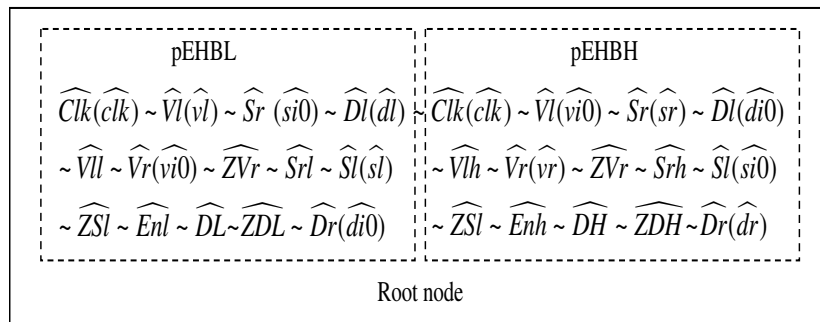 pEHBL pEHBH
Clk(clk) ~ Vl(vl) ~ Sr (si0) ~ Dl(dl) ~ Clk(clk) ~ Vl(vi0) ~ Sr(sr) ~ Dl(di0)
~ Vll ~ Vr(vi0) ~ ZVr ~ Srl ~ Sl(sl) ~ Vlh ~ Vr(vr) ~ ZVr ~ Srh ~ Sl(si0)
~ ZSl ~ Enl ~ DL~ZDL ~ Dr(di0) ~ ZSl ~ Enh ~ DH ~ ZDH~Dr(dr)
Root node